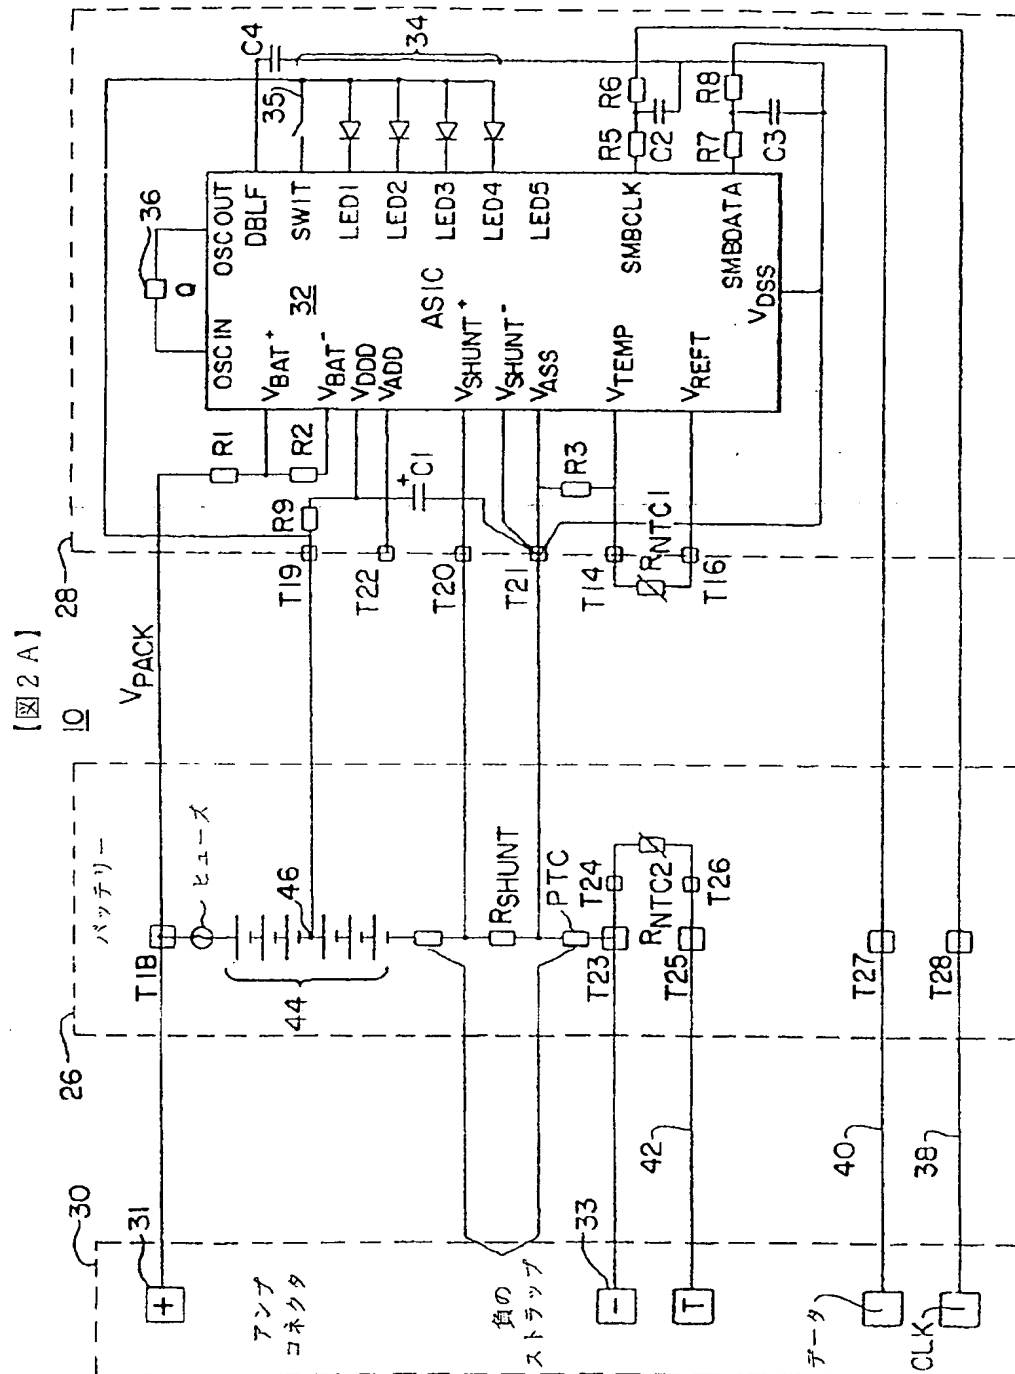 【図2A】
10
28
VPACK
T19
T22
T20
T21
T14
T16
RNTC1
R1
R2
R9
+
C1
R3
OSCIN
OSCOUT
Q
36
VBAT+
VBAT-
VDDD
VADD
VSHUNT+
VSHUNT-
VASS
VTEMP
VREFT
32
ASIC
DBLF
SWIT
LED1
LED2
LED3
LED4
LED5
SMBCLK
SMBDATA
VDSS
C4
35
34
R5
R6
C2
R7
R8
C3
26
バッテリー
T18
ヒューズ
44
46
RSHUNT
PTC
T23
T24
RNTC2
T25
T26
T27
T28
30
31
+
アンプ
コネクタ
負の
ストラップ
33
-
T
42
40
38
データ
CLK